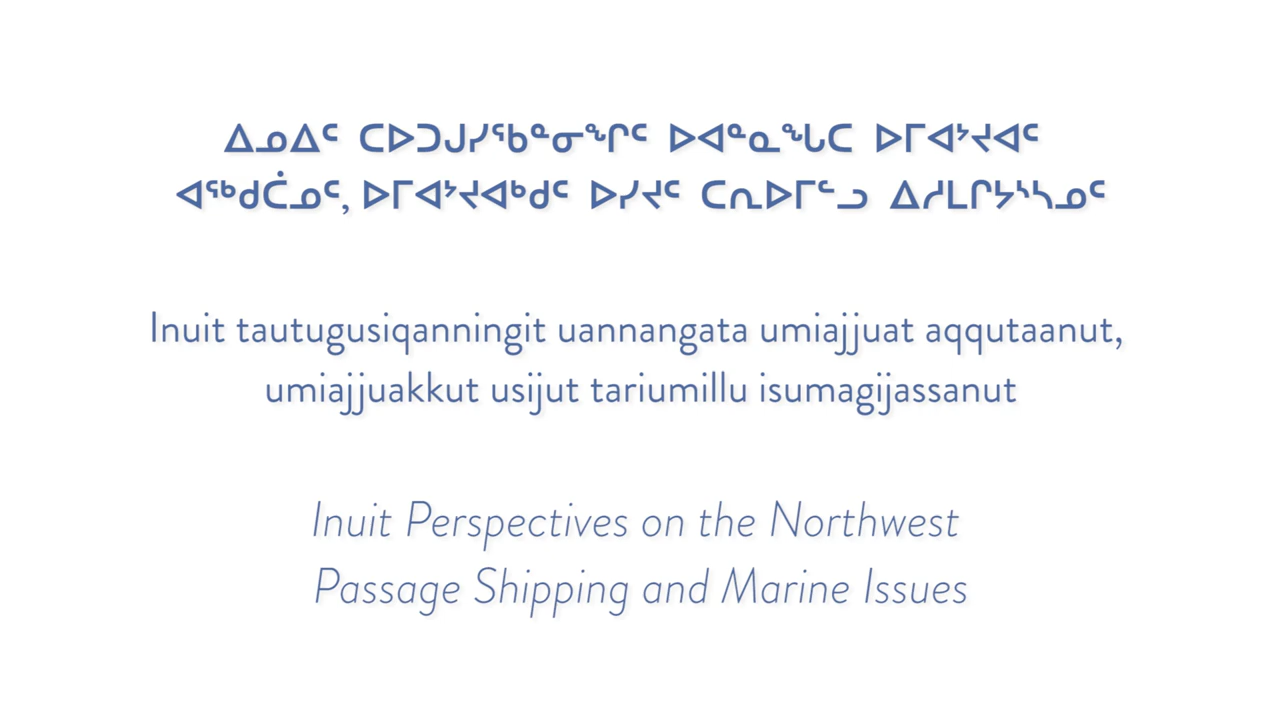 ᐃᓄᐃᑦ ᑕᐅᑐᒍᓯᖃᓐᓂᖏᑦ ᐅᐊᓐᓇᖓᑕ ᐅᒥᐊᔾᔪᐊᑦ
ᐊᖅᑯᑖᓄᑦ, ᐅᒥᐊᔾᔪᐊᒃᑯᑦ ᐅᓯᔪᑦ ᑕᕆᐅᒥᓪᓗ ᐃᓱᒪᒋᔭᔅᓴᓄᑦ
Inuit tautugusiqanningit uannangata umiajjuat aqqutaanut,
umiajjuakkut usijut tariumillu isumagijassanut
Inuit Perspectives on the Northwest
Passage Shipping and Marine Issues